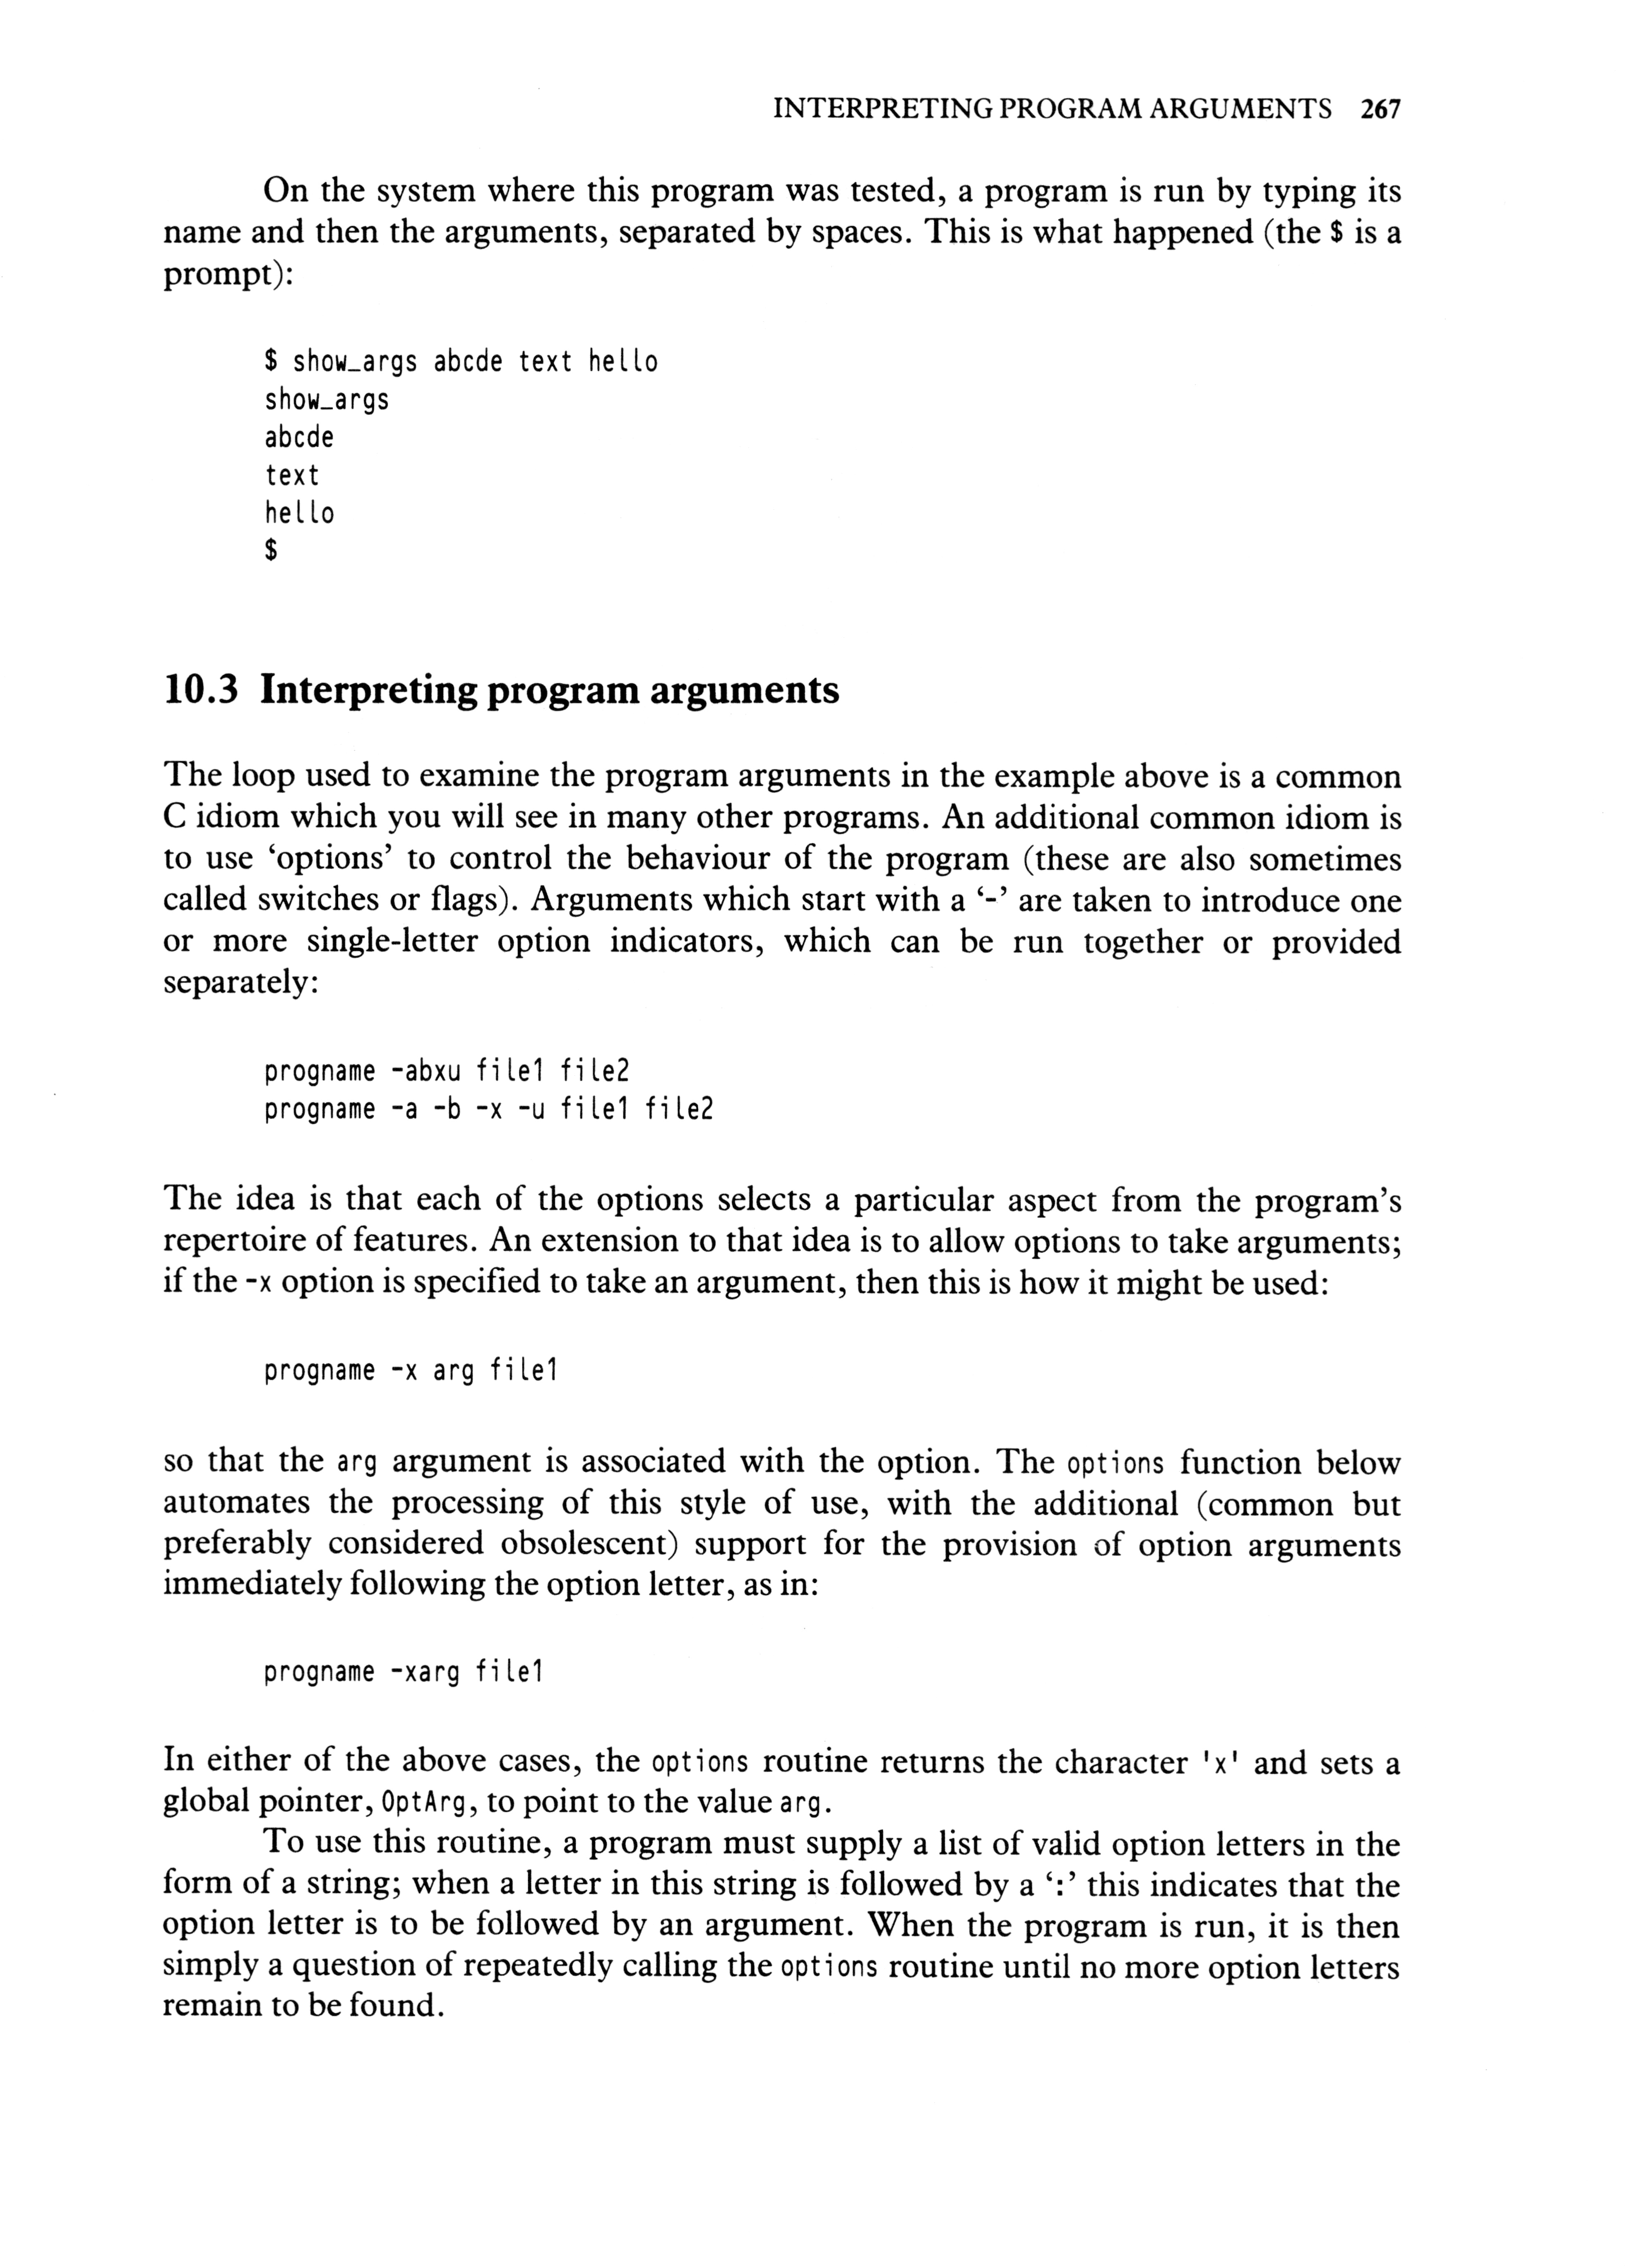 INTERPRETING PROGRAM ARGUMENTS 267
On the system where this program was tested, a program is run by typing its
name and then the arguments, separated by spaces. This is what happened (the $ is a
prompt):
$ show_args abcde text hello
show_args
abcde
text
hello
$
10.3 Interpreting program arguments
The loop used to examine the program arguments in the example above is a common
C idiom which you will see in many other programs. An additional common idiom is
to use ‘options’ to control the behaviour of the program (these are also sometimes
called switches or flags). Arguments which start with a ‘-’ are taken to introduce one
or more single-letter option indicators, which can be run together or provided
separately:
progname -abxu file1 file2
progname -a -b -x -u file1 file2
The idea is that each of the options selects a particular aspect from the program’s
repertoire of features. An extension to that idea is to allow options to take arguments;
if the -x option is specified to take an argument, then this is how it might be used:
progname -x arg file1
so that the arg argument is associated with the option. The options function below
automates the processing of this style of use, with the additional (common but
preferably considered obsolescent) support for the provision of option arguments
immediately following the option letter, as in:
progname -xarg file1
In either of the above cases, the options routine returns the character 'x' and sets a
global pointer, OptArg, to point to the value arg.
To use this routine, a program must supply a list of valid option letters in the
form of a string; when a letter in this string is followed by a ‘:’ this indicates that the
option letter is to be followed by an argument. When the program is run, it is then
simply a question of repeatedly calling the options routine until no more option letters
remain to be found.